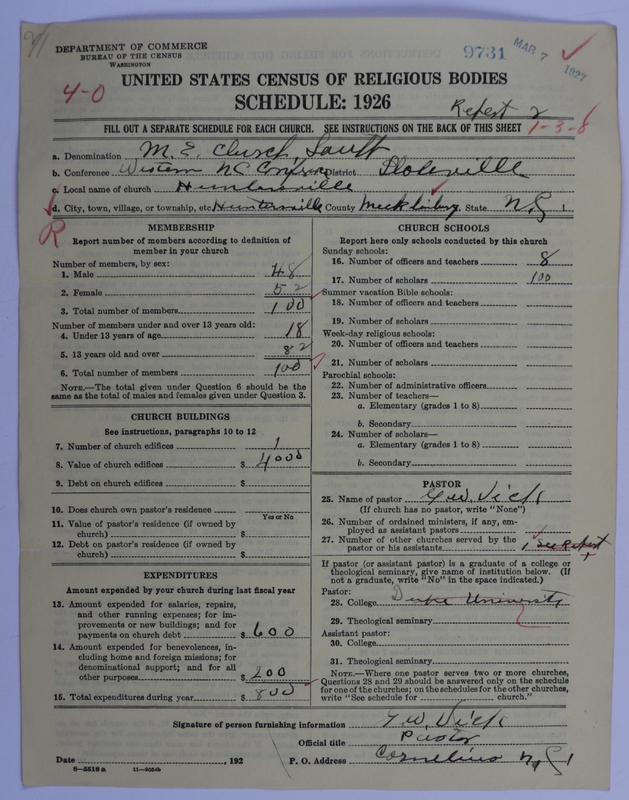 DEPARTMENT OF COMMERCE
BUREAU OF THE CENSUS
WASHINGTON
9731 MAR 7 1927
4-0
UNITED STATES CENSUS OF RELIGIOUS BODIES
SCHEDULE: 1926
Report 2
1-3-8
FILL OUT A SEPARATE SCHEDULE FOR EACH CHURCH. SEE INSTRUCTIONS ON THE BACK OF THIS SHEET
a. Denomination M. E. Church, South
b. Conference Western NC Conference District Statesville
c. Local name of church Huntersville
d. City, town, village, or township, etc Huntersville County Mecklenburg State N.C.
R
MEMBERSHIP
Report number of members according to definition of
member in your church
Number of members, by sex:
1. Male 48
2. Female 52
3. Total number of members 100
Number of members under and over 13 years old:
4. Under 13 years of age 18
5. 13 years old and over 82
6. Total number of members 100
NOTE.—The total given under Question 6 should be
same as the total of males and females given under Question 3.
CHURCH BUILDINGS
See instructions, paragraphs 10 to 12
7. Number of church edifices 1
8. Value of church edifices $ 4000
9. Debt on church edifices $
10. Does church own pastor's residence
Yes or No
11. Value of pastor's residence (if owned by
church) $
12. Debt on pastor's residence (if owned by
church) $
EXPENDITURES
Amount expended by your church during last fiscal year
13. Amount expended for salaries, repairs,
and other running expenses; for im-
provements or new buildings; and for
payments on church debt $ 600
14. Amount expended for benevolences, in-
cluding home and foreign missions; for
denominational support; and for all
other purposes $ 200
15. Total expenditures during year $ 800
CHURCH SCHOOLS
Report here only schools conducted by this church
Sunday schools:
16. Number of officers and teachers 8
17. Number of scholars 100
Summer vacation Bible schools:
18. Number of officers and teachers
19. Number of scholars
Week-day religious schools:
20. Number of officers and teachers
21. Number of scholars
Parochial schools:
22. Number of administrative officers
23. Number of teachers—
a. Elementary (grades 1 to 8)
b. Secondary
24. Number of scholars—
a. Elementary (grades 1 to 8)
b. Secondary
PASTOR
25. Name of pastor G. W. Vick
(If church has no pastor, write "None")
26. Number of ordained ministers, if any, em-
ployed as assistant pastors
27. Number of other churches served by the
pastor or his assistants 1 See Report
If pastor (or assistant pastor) is a graduate of a college or
theological seminary, give name of institution below. (If
not a graduate, write "No" in the space indicated.)
Pastor:
28. College Duke University
29. Theological seminary
Assistant pastor:
30. College
31. Theological seminary
NOTE.—Where one pastor serves two or more churches,
Questions 28 and 29 should be answered only on the schedule
for one of the churches; on the schedules for the other churches,
write "See schedule for church."
Signature of person furnishing information G. W. Vick
Official title Pastor
Date , 192 P. O. Address Cornelius N.C.
8—5518a 11—9054b